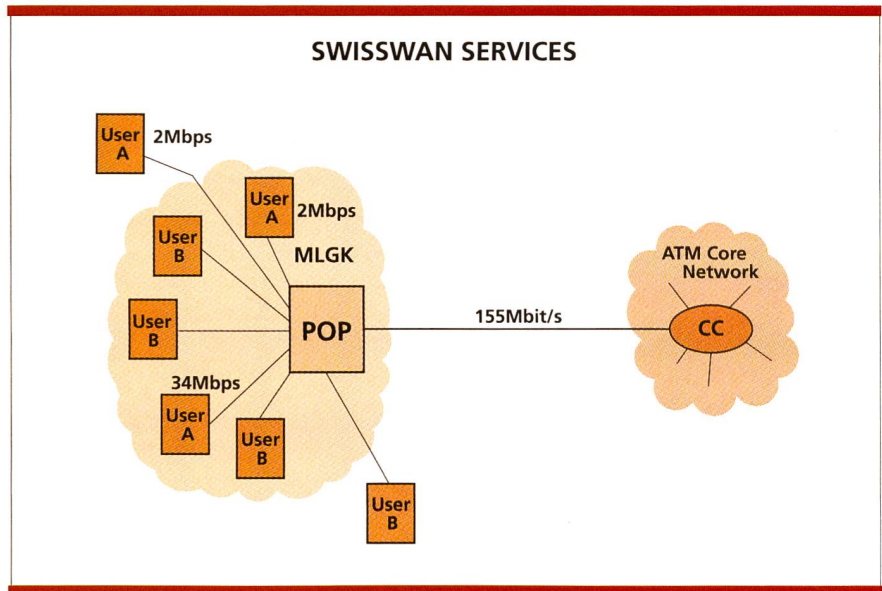 SWISSWAN SERVICES
User
A
2Mbps
User
A
2Mbps
User
B
MLGK
User
B
POP
34Mbps
User
A
User
B
User
B
155Mbit/s
ATM Core
Network
CC